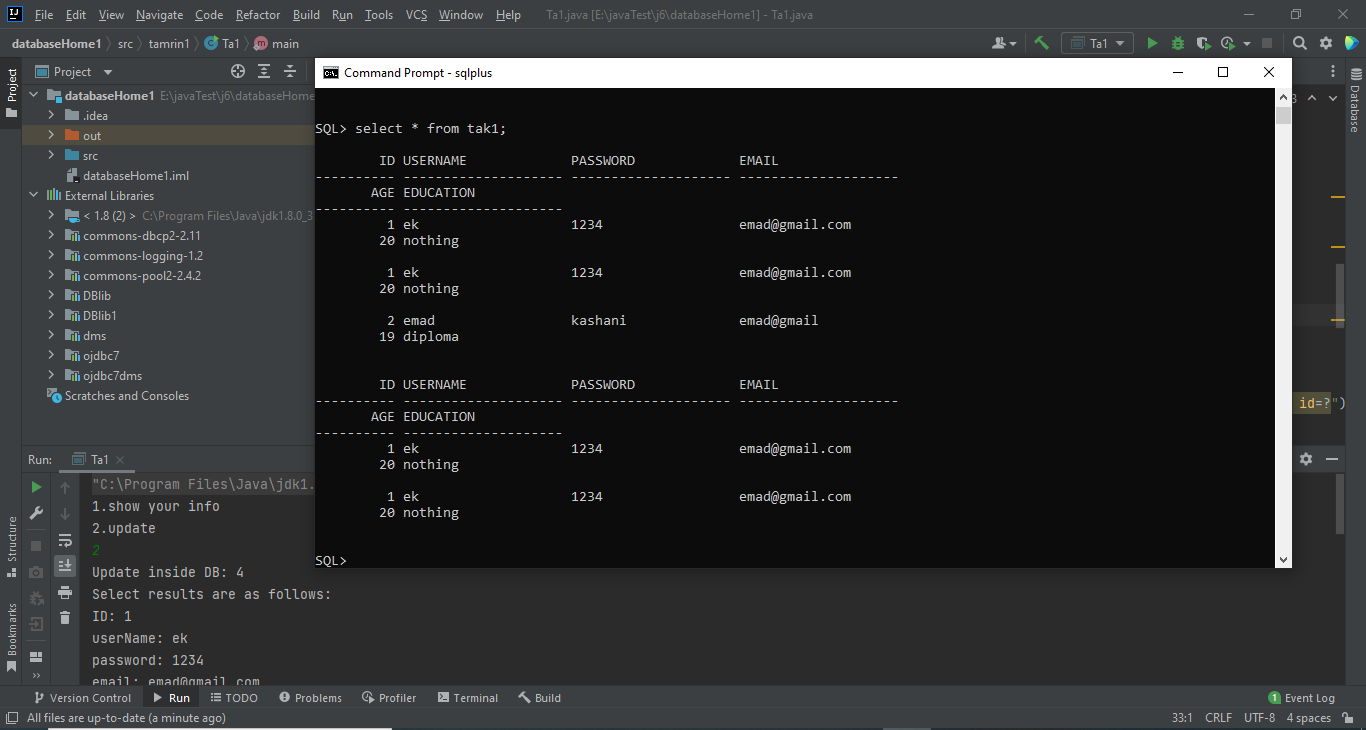 File Edit View Navigate Code Refactor Build Run Tools VCS Window Help Ta1.java [E:\javaTest\j6\databaseHome1] - Ta1.java
databaseHome1 src tamrin1 Ta1 main Ta1
Project
Project
Database
databaseHome1 E:\javaTest\j6\databaseHome
.idea
out
src
databaseHome1.iml
External Libraries
< 1.8 (2) > C:\Program Files\Java\jdk1.8.0_3
commons-dbcp2-2.11
commons-logging-1.2
commons-pool2-2.4.2
DBlib
DBlib1
dms
ojdbc7
ojdbc7dms
Scratches and Consoles
Command Prompt - sqlplus
SQL> select * from tak1;
ID USERNAME PASSWORD EMAIL
---------- -------------------- -------------------- --------------------
AGE EDUCATION
---------- --------------------
1 ek 1234 emad@gmail.com
20 nothing
1 ek 1234 emad@gmail.com
20 nothing
2 emad kashani emad@gmail
19 diploma
ID USERNAME PASSWORD EMAIL
---------- -------------------- -------------------- --------------------
AGE EDUCATION
---------- --------------------
1 ek 1234 emad@gmail.com
20 nothing
1 ek 1234 emad@gmail.com
20 nothing
SQL>
id=?")
Run: Ta1
"C:\Program Files\Java\jdk1.
1.show your info
2.update
2
Update inside DB: 4
Select results are as follows:
ID: 1
userName: ek
password: 1234
email: emad@gmail.com
Structure
Bookmarks
Version Control Run TODO Problems Profiler Terminal Build 1 Event Log
All files are up-to-date (a minute ago) 33:1 CRLF UTF-8 4 spaces